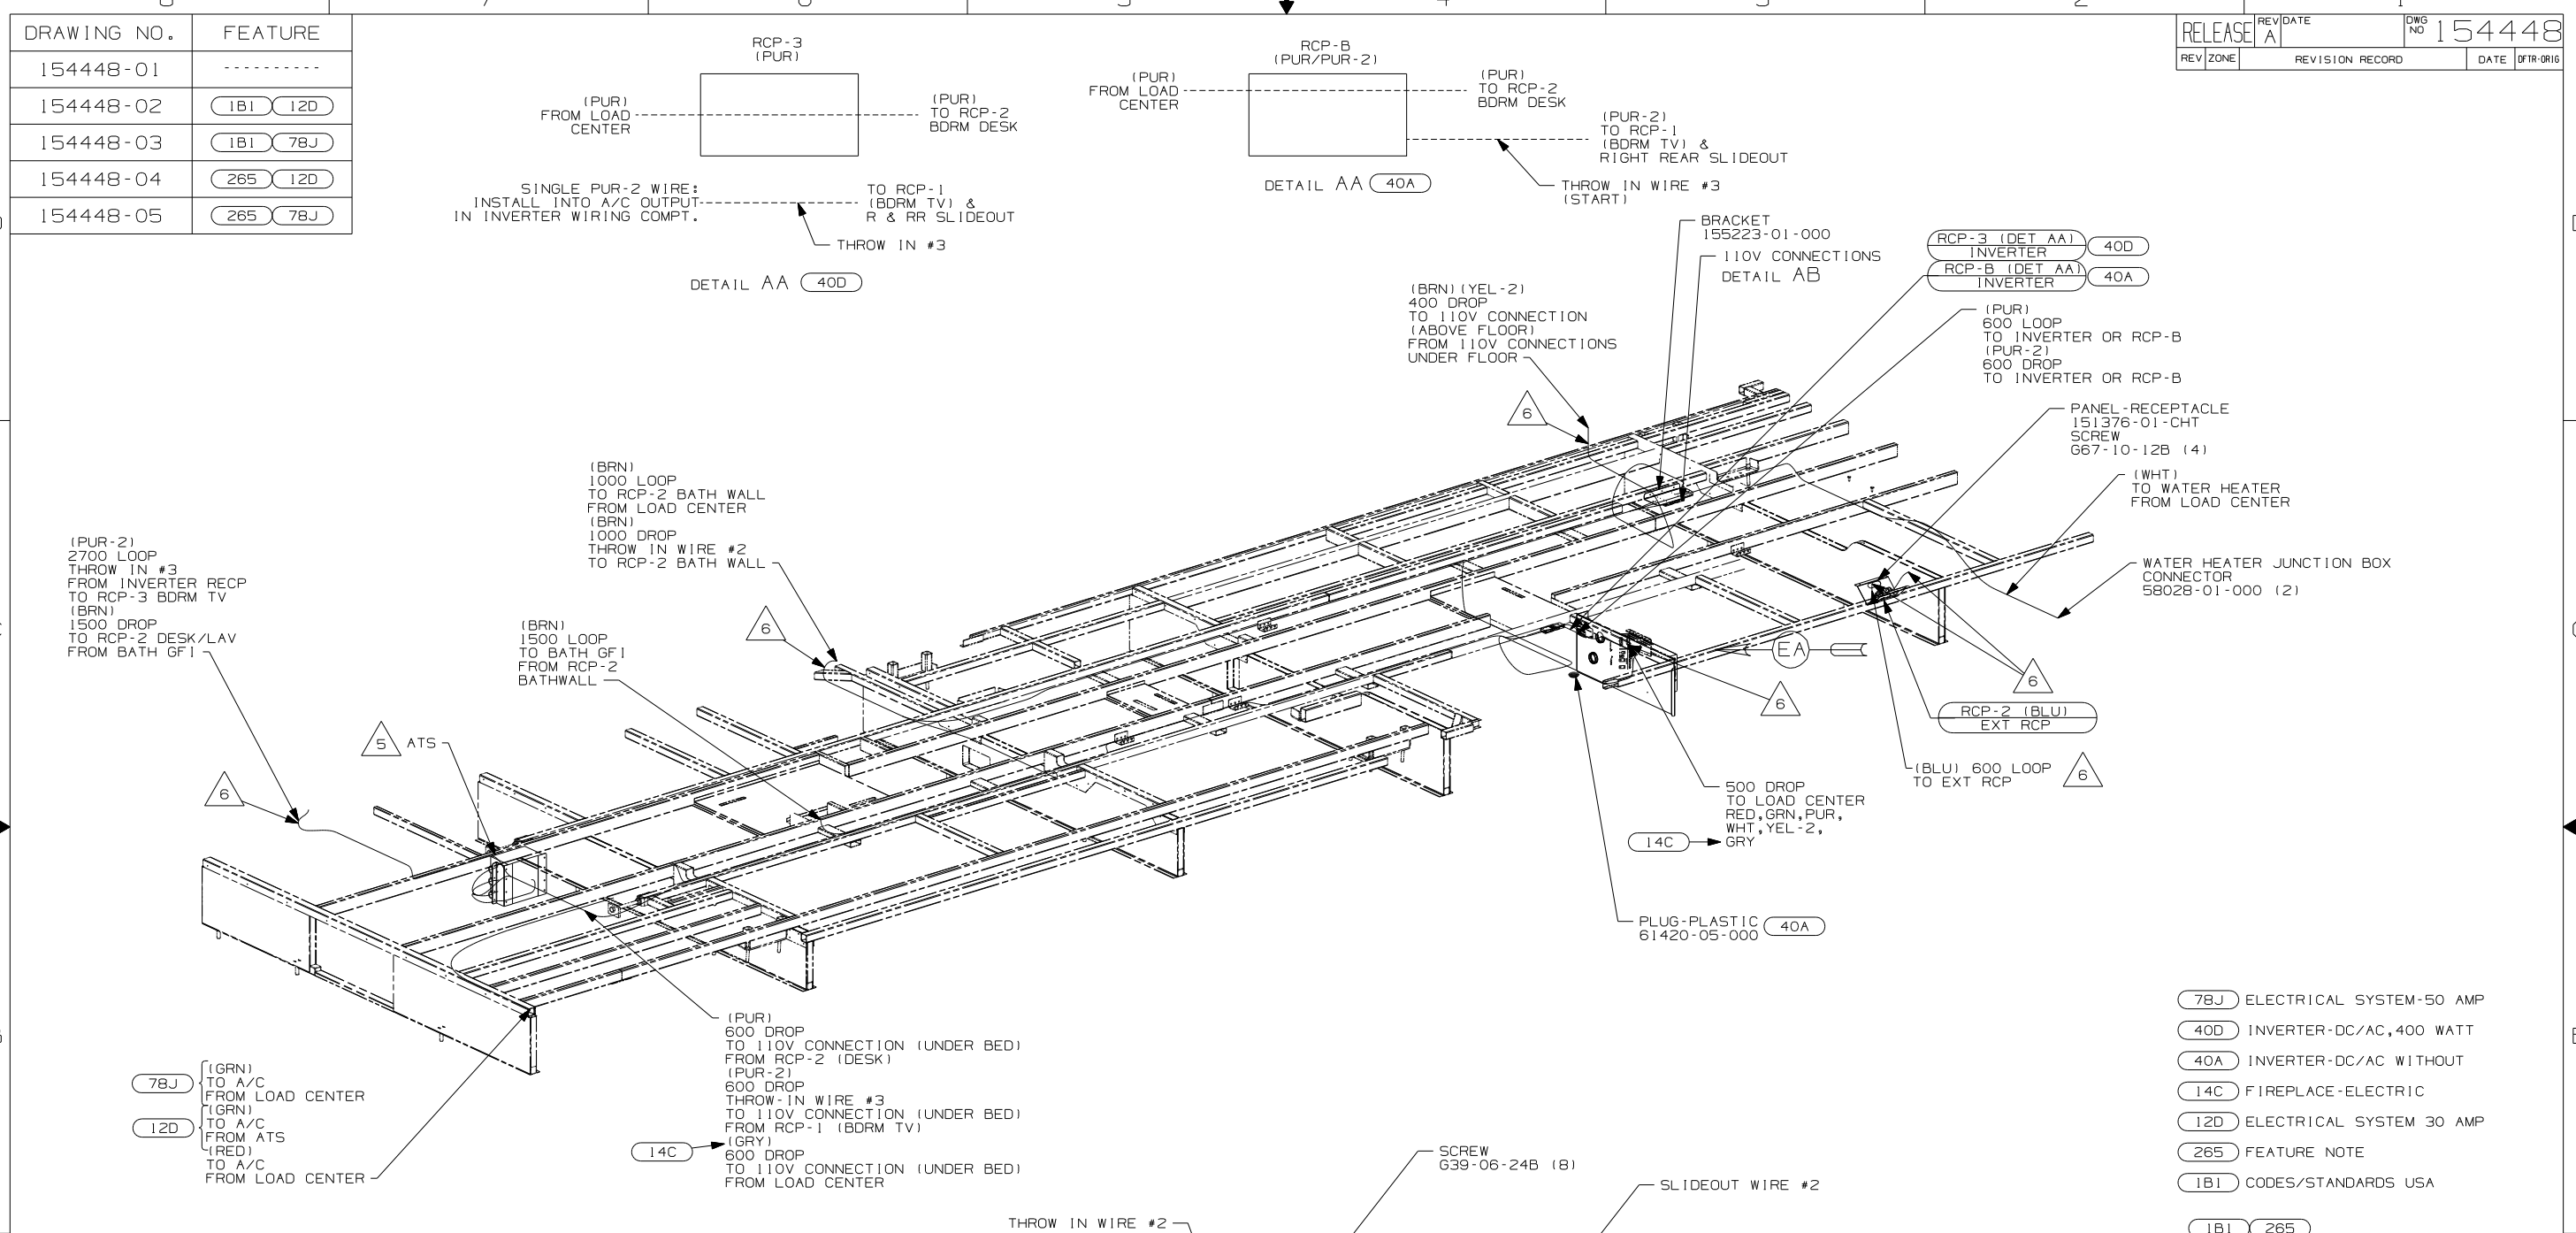 DRAWING NO. FEATURE
154448-01 ----------
154448-02 1B1 12D
154448-03 1B1 78J
154448-04 265 12D
154448-05 265 78J
RCP-3
(PUR)
(PUR)
FROM LOAD
CENTER
(PUR)
TO RCP-2
BDRM DESK
SINGLE PUR-2 WIRE:
INSTALL INTO A/C OUTPUT
IN INVERTER WIRING COMPT.
TO RCP-1
(BDRM TV) &
R & RR SLIDEOUT
THROW IN #3
DETAIL AA 40D
RCP-B
(PUR/PUR-2)
(PUR)
FROM LOAD
CENTER
(PUR)
TO RCP-2
BDRM DESK
(PUR-2)
TO RCP-1
(BDRM TV) &
RIGHT REAR SLIDEOUT
DETAIL AA 40A
THROW IN WIRE #3
(START)
RELEASE REV A DATE DWG NO 154448
REV ZONE REVISION RECORD DATE DFTR-ORIG
BRACKET
155223-01-000
110V CONNECTIONS
DETAIL AB
RCP-3 (DET AA)
INVERTER
40D
RCP-B (DET AA)
INVERTER
40A
(BRN)(YEL-2)
400 DROP
TO 110V CONNECTION
(ABOVE FLOOR)
FROM 110V CONNECTIONS
UNDER FLOOR
6
(PUR)
600 LOOP
TO INVERTER OR RCP-B
(PUR-2)
600 DROP
TO INVERTER OR RCP-B
PANEL-RECEPTACLE
151376-01-CHT
SCREW
G67-10-12B (4)
(WHT)
TO WATER HEATER
FROM LOAD CENTER
WATER HEATER JUNCTION BOX
CONNECTOR
58028-01-000 (2)
(BRN)
1000 LOOP
TO RCP-2 BATH WALL
FROM LOAD CENTER
(BRN)
1000 DROP
THROW IN WIRE #2
TO RCP-2 BATH WALL
6
(PUR-2)
2700 LOOP
THROW IN #3
FROM INVERTER RECP
TO RCP-3 BDRM TV
(BRN)
1500 DROP
TO RCP-2 DESK/LAV
FROM BATH GFI
6
(BRN)
1500 LOOP
TO BATH GFI
FROM RCP-2
BATHWALL
5 ATS
EA
6
6
RCP-2 (BLU)
EXT RCP
(BLU) 600 LOOP
TO EXT RCP
6
500 DROP
TO LOAD CENTER
RED,GRN,PUR,
WHT,YEL-2,
14C GRY
PLUG-PLASTIC
61420-05-000
40A
78J
(GRN)
TO A/C
FROM LOAD CENTER
12D
(GRN)
TO A/C
FROM ATS
(RED)
TO A/C
FROM LOAD CENTER
(PUR)
600 DROP
TO 110V CONNECTION (UNDER BED)
FROM RCP-2 (DESK)
(PUR-2)
600 DROP
THROW-IN WIRE #3
TO 110V CONNECTION (UNDER BED)
FROM RCP-1 (BDRM TV)
14C (GRY)
600 DROP
TO 110V CONNECTION (UNDER BED)
FROM LOAD CENTER
SCREW
G39-06-24B (8)
SLIDEOUT WIRE #2
THROW IN WIRE #2
78J ELECTRICAL SYSTEM-50 AMP
40D INVERTER-DC/AC,400 WATT
40A INVERTER-DC/AC WITHOUT
14C FIREPLACE-ELECTRIC
12D ELECTRICAL SYSTEM 30 AMP
265 FEATURE NOTE
1B1 CODES/STANDARDS USA
1B1 265